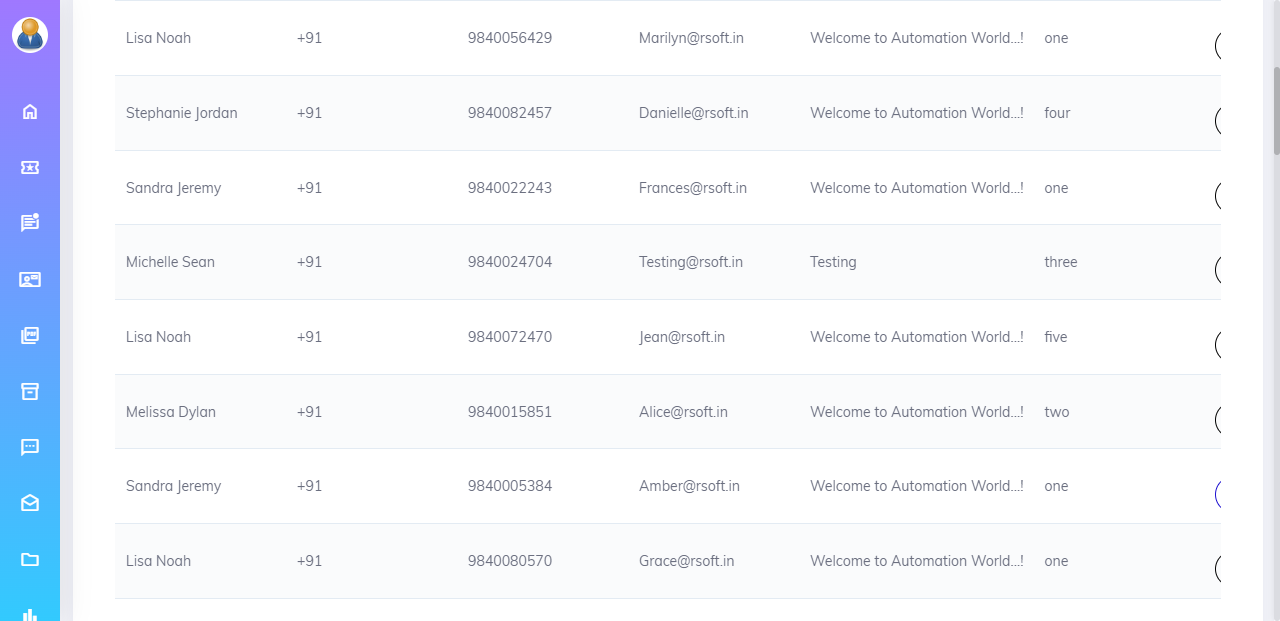 Lisa Noah +91 9840056429 Marilyn@rsoft.in Welcome to Automation World...! one
Stephanie Jordan +91 9840082457 Danielle@rsoft.in Welcome to Automation World...! four
Sandra Jeremy +91 9840022243 Frances@rsoft.in Welcome to Automation World...! one
Michelle Sean +91 9840024704 Testing@rsoft.in Testing three
Lisa Noah +91 9840072470 Jean@rsoft.in Welcome to Automation World...! five
Melissa Dylan +91 9840015851 Alice@rsoft.in Welcome to Automation World...! two
Sandra Jeremy +91 9840005384 Amber@rsoft.in Welcome to Automation World...! one
Lisa Noah +91 9840080570 Grace@rsoft.in Welcome to Automation World...! one